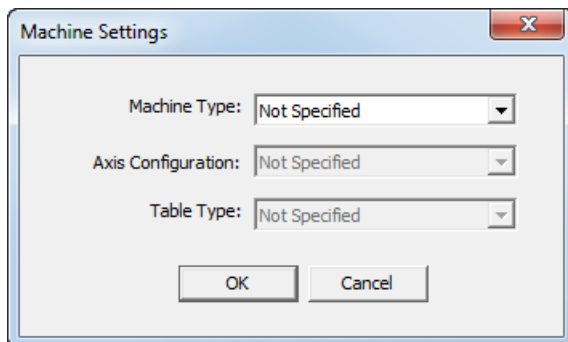 Machine Settings
Machine Type: Not Specified
Axis Configuration: Not Specified
Table Type: Not Specified
OK Cancel